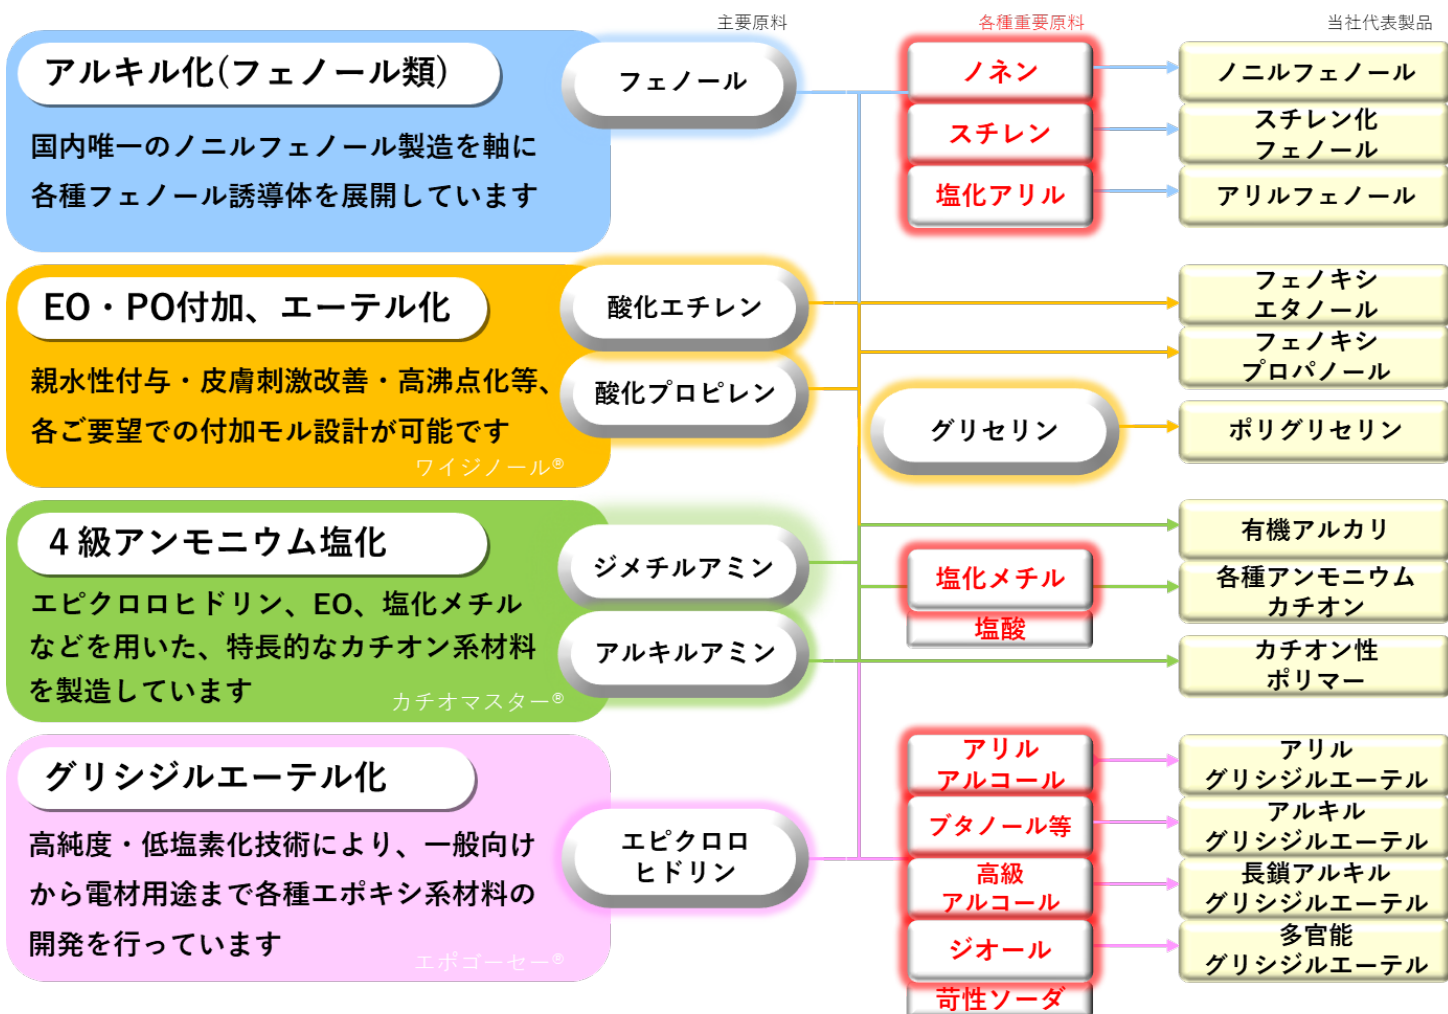 主要原料
各種重要原料
当社代表製品
アルキル化(フェノール類)
国内唯一のノニルフェノール製造を軸に
各種フェノール誘導体を展開しています
フェノール
ノネン
スチレン
塩化アリル
ノニルフェノール
スチレン化
フェノール
アリルフェノール
EO・PO付加、エーテル化
親水性付与・皮膚刺激改善・高沸点化等、
各ご要望での付加モル設計が可能です
ワイジノール®
酸化エチレン
酸化プロピレン
グリセリン
フェノキシ
エタノール
フェノキシ
プロパノール
ポリグリセリン
4級アンモニウム塩化
エピクロロヒドリン、EO、塩化メチル
などを用いた、特長的なカチオン系材料
を製造しています
カチオマスター®
ジメチルアミン
アルキルアミン
塩化メチル
塩酸
有機アルカリ
各種アンモニウム
カチオン
カチオン性
ポリマー
グリシジルエーテル化
高純度・低塩素化技術により、一般向け
から電材用途まで各種エポキシ系材料の
開発を行っています
エポゴーセー®
エピクロロ
ヒドリン
アリル
アルコール
ブタノール等
高級
アルコール
ジオール
苛性ソーダ
アリル
グリシジルエーテル
アルキル
グリシジルエーテル
長鎖アルキル
グリシジルエーテル
多官能
グリシジルエーテル